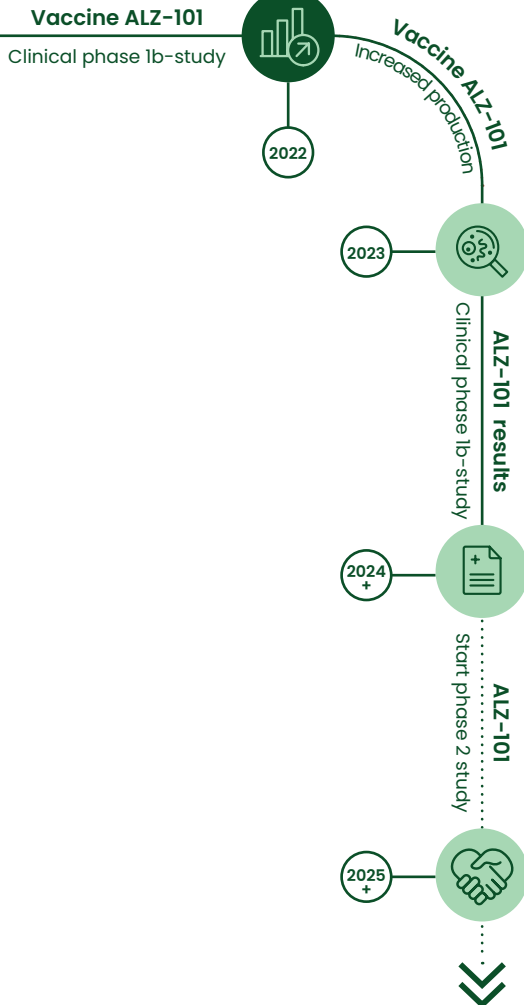 Vaccine ALZ-101
Clinical phase 1b-study
2022
Vaccine ALZ-101
Increased production
2023
ALZ-101 results
Clinical phase 1b-study
2024
+
ALZ-101
Start phase 2 study
2025
+